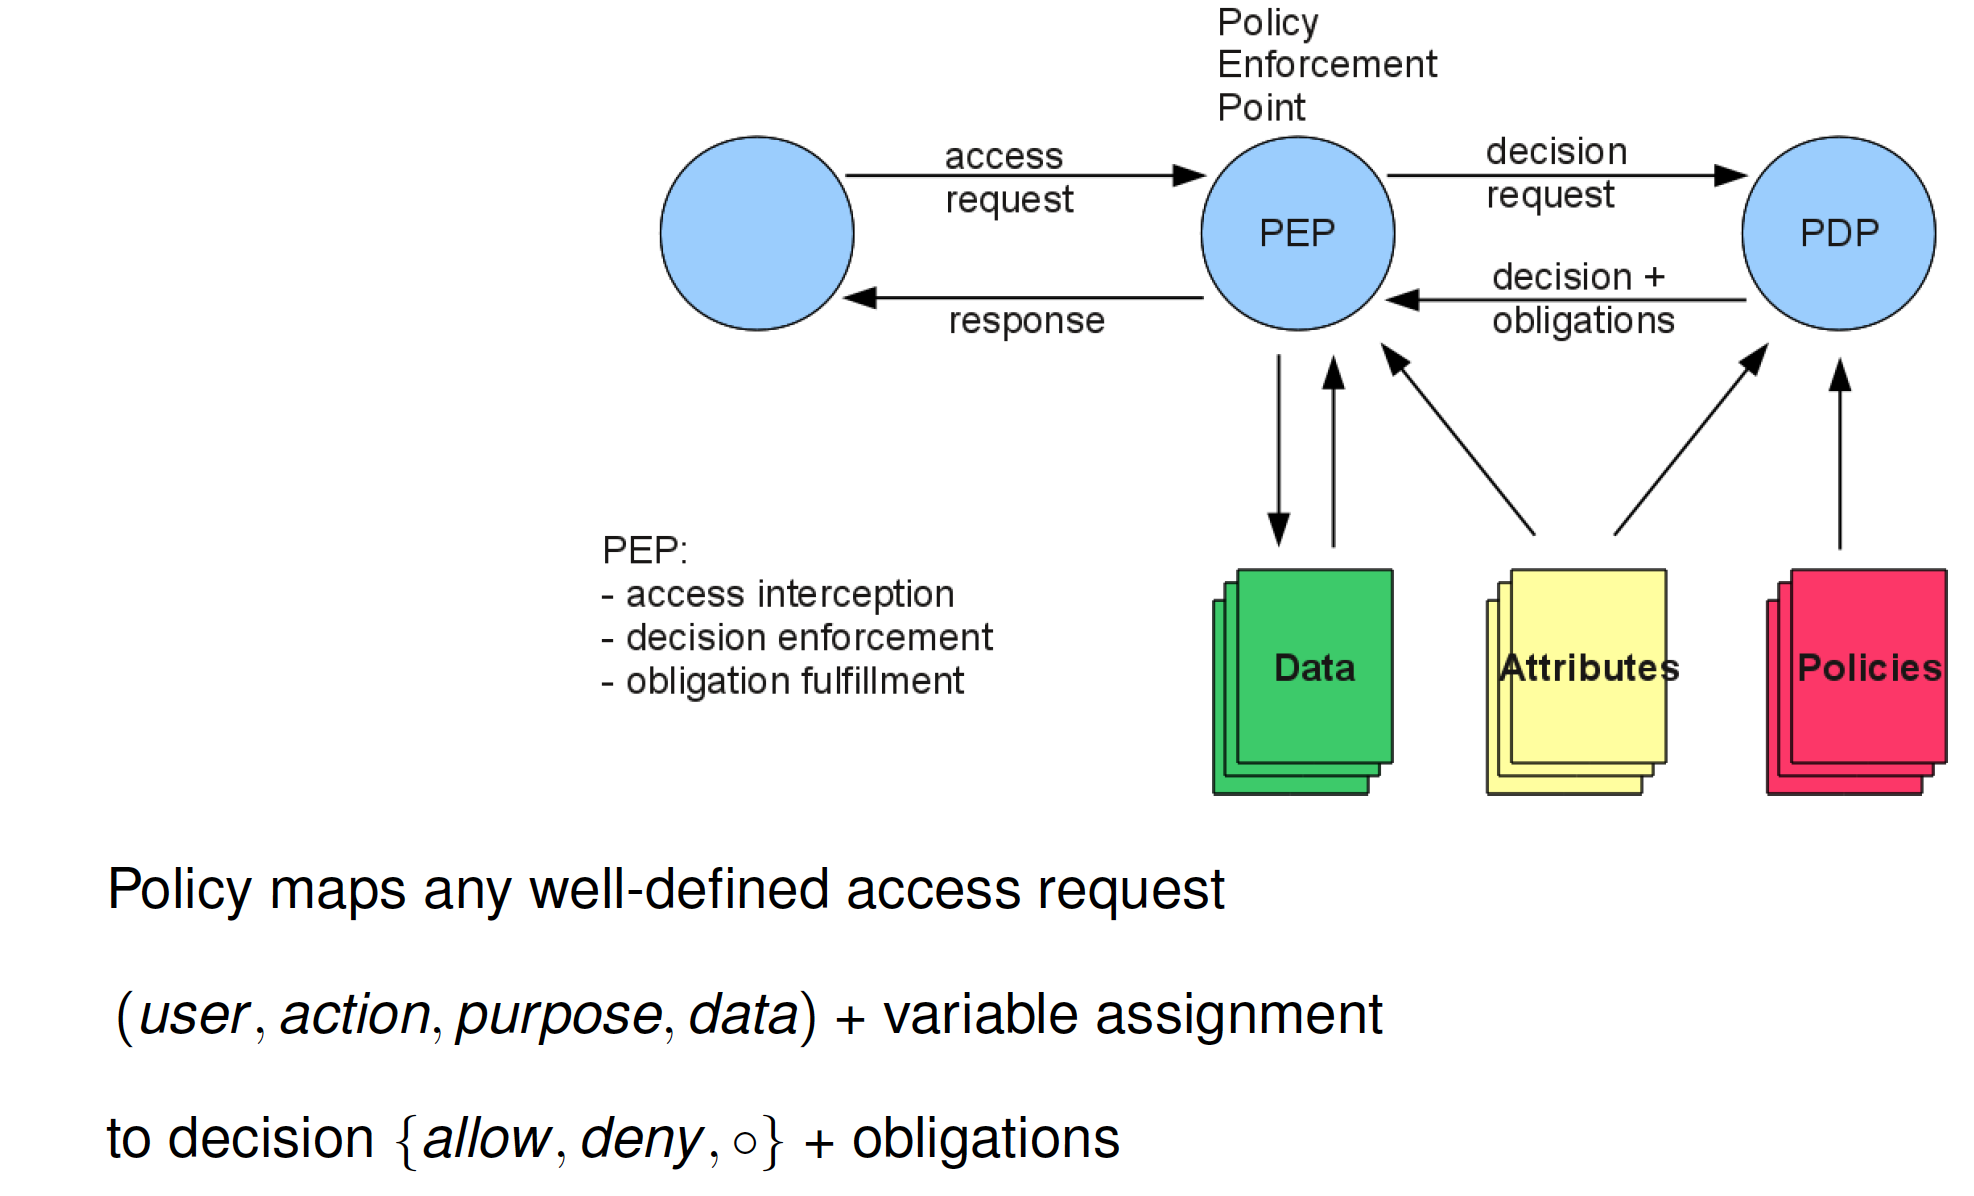 Policy
Enforcement
Point
access
request
decision
request
PEP
PDP
decision +
obligations
response
PEP:
- access interception
- decision enforcement
- obligation fulfillment
Data
Attributes
Policies
Policy maps any well-defined access request
(user, action, purpose, data) + variable assignment
to decision {allow, deny, ∘} + obligations